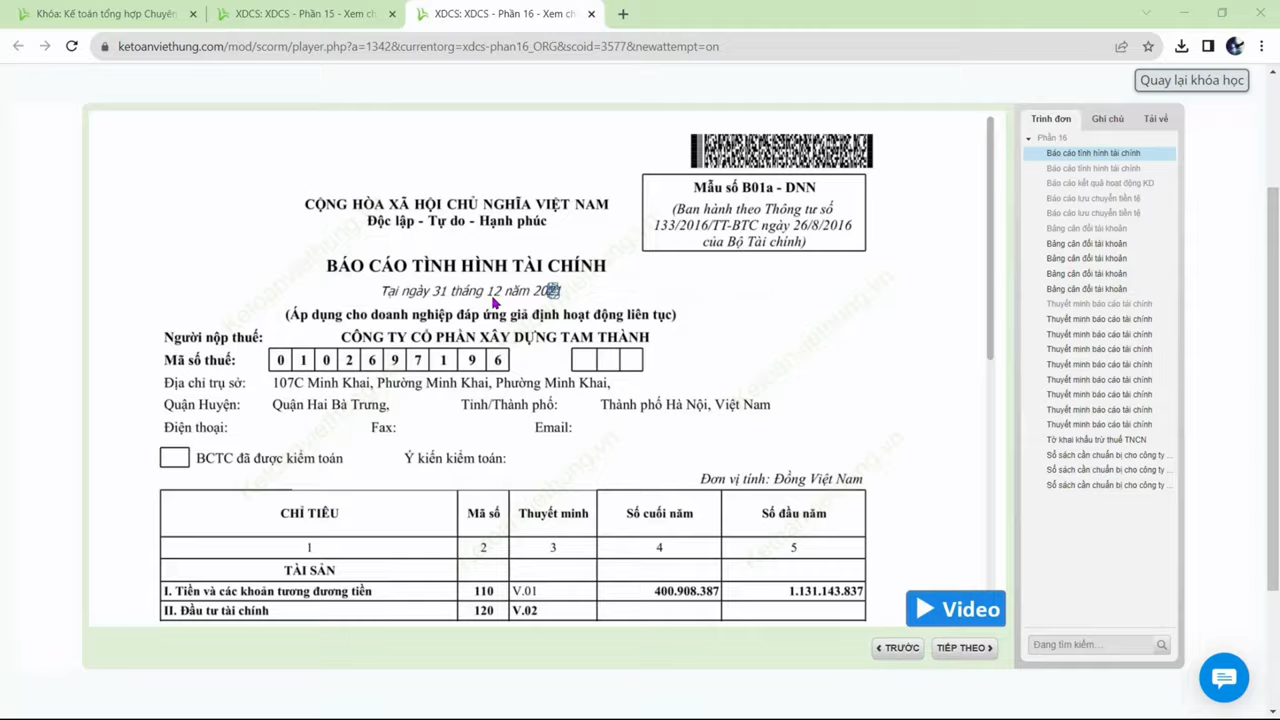 Khóa: Kế toán tổng hợp Chuyên
XDCS: XDCS - Phần 15 - Xem ch
XDCS: XDCS - Phần 16 - Xem ch
ketoanviethung.com/mod/scorm/player.php?a=1342&currentorg=xdcs-phan16_ORG&scoid=3577&newattempt=on
Quay lại khóa học
CỘNG HÒA XÃ HỘI CHỦ NGHĨA VIỆT NAM
Độc lập - Tự do - Hạnh phúc
Mẫu số B01a - DNN
(Ban hành theo Thông tư số
133/2016/TT-BTC ngày 26/8/2016
của Bộ Tài chính)
BÁO CÁO TÌNH HÌNH TÀI CHÍNH
Tại ngày 31 tháng 12 năm
(Áp dụng cho doanh nghiệp đáp ứng giả định hoạt động liên tục)
Người nộp thuế: CÔNG TY CỔ PHẦN XÂY DỰNG TAM THÀNH
Mã số thuế: 0 1 0 2 6 9 7 1 9 6
Địa chỉ trụ sở: 107C Minh Khai, Phường Minh Khai, Phường Minh Khai,
Quận Huyện: Quận Hai Bà Trưng, Tỉnh/Thành phố: Thành phố Hà Nội, Việt Nam
Điện thoại: Fax: Email:
BCTC đã được kiểm toán Ý kiến kiểm toán:
Đơn vị tính: Đồng Việt Nam
CHỈ TIÊU Mã số Thuyết minh Số cuối năm Số đầu năm
1 2 3 4 5
TÀI SẢN
I. Tiền và các khoản tương đương tiền 110 V.01 400.908.387 1.131.143.837
II. Đầu tư tài chính 120 V.02
Video
TRƯỚC
TIẾP THEO
Trình đơn Ghi chú Tải về
Phần 16
Báo cáo tình hình tài chính
Báo cáo tình hình tài chính
Báo cáo kết quả hoạt động KD
Báo cáo lưu chuyển tiền tệ
Báo cáo lưu chuyển tiền tệ
Bảng cân đối tài khoản
Bảng cân đối tài khoản
Bảng cân đối tài khoản
Bảng cân đối tài khoản
Bảng cân đối tài khoản
Thuyết minh báo cáo tài chính
Thuyết minh báo cáo tài chính
Thuyết minh báo cáo tài chính
Thuyết minh báo cáo tài chính
Thuyết minh báo cáo tài chính
Thuyết minh báo cáo tài chính
Thuyết minh báo cáo tài chính
Thuyết minh báo cáo tài chính
Thuyết minh báo cáo tài chính
Tờ khai khấu trừ thuế TNCN
Sổ sách cần chuẩn bị cho công ty ...
Sổ sách cần chuẩn bị cho công ty ...
Sổ sách cần chuẩn bị cho công ty ...
Đang tìm kiếm...